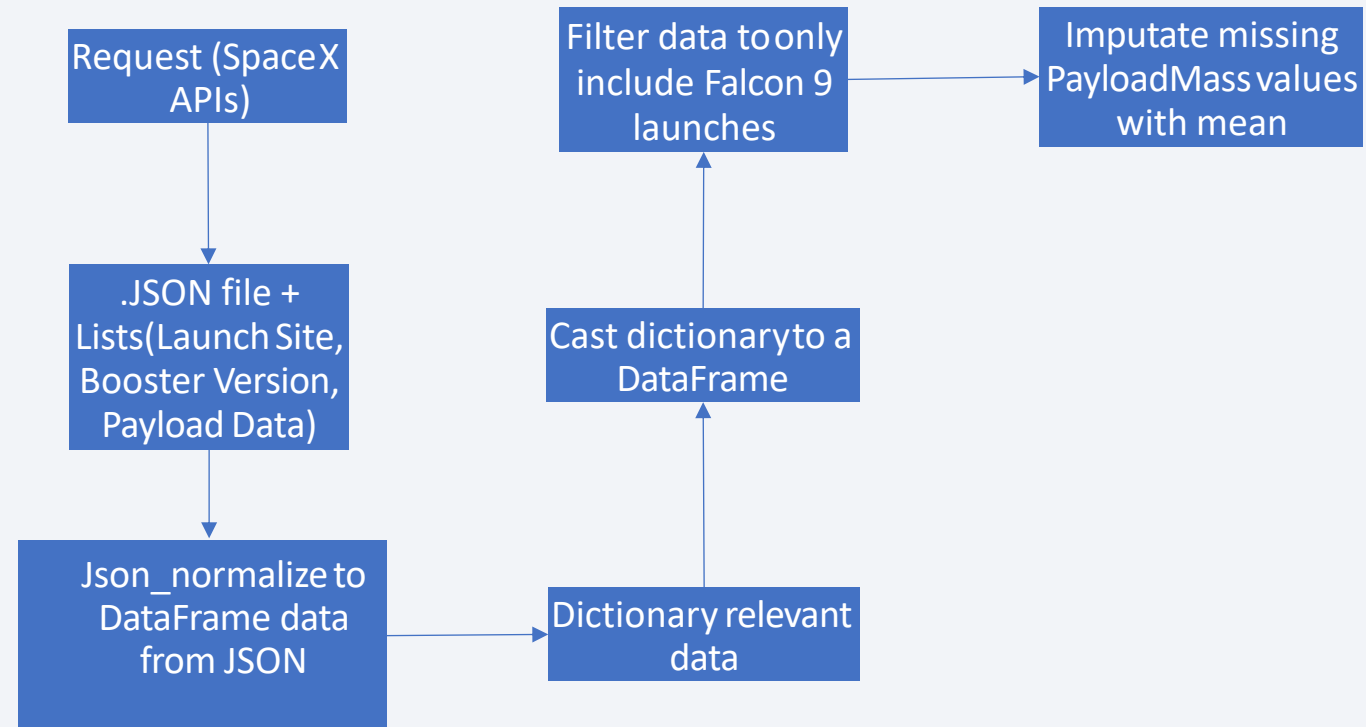 Request (SpaceX
APIs)
.JSON file +
Lists(Launch Site,
Booster Version,
Payload Data)
Json_normalize to
DataFrame data
from JSON
Dictionary relevant
data
Cast dictionary to a
DataFrame
Filter data to only
include Falcon 9
launches
Imputate missing
PayloadMass values
with mean